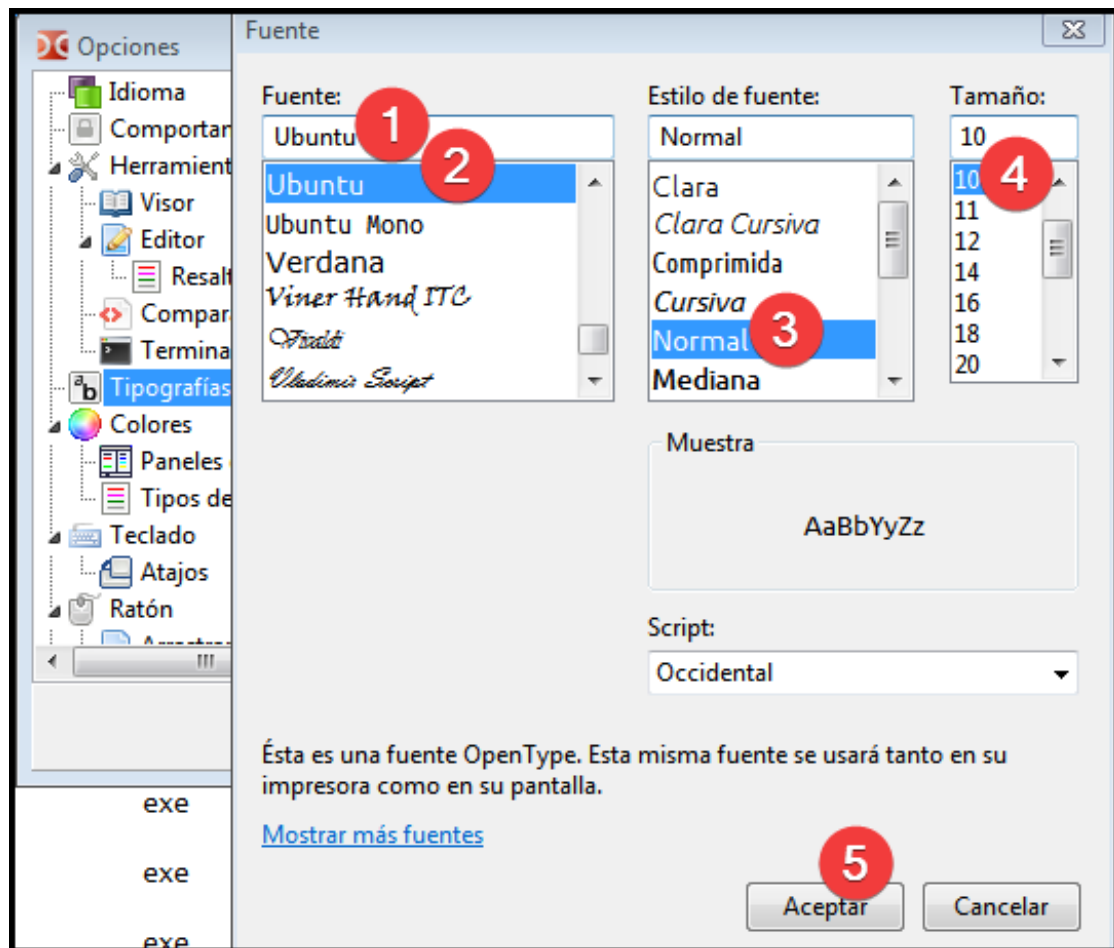 Opciones
Idioma
Comportar
Herramient
Visor
Editor
Resalt
Compara
Termina
Tipografías
Colores
Paneles
Tipos de
Teclado
Atajos
Ratón
exe
exe
exe
Fuente
Fuente:
Ubuntu
1
2
Ubuntu
Ubuntu Mono
Verdana
Viner Hand ITC
Vivaldi
Vladimir Script
Estilo de fuente:
Normal
Clara
Clara Cursiva
Comprimida
Cursiva
Normal
3
Mediana
Tamaño:
10
10
4
11
12
14
16
18
20
Muestra
AaBbYyZz
Script:
Occidental
Ésta es una fuente OpenType. Esta misma fuente se usará tanto en su
impresora como en su pantalla.
Mostrar más fuentes
5
Aceptar
Cancelar